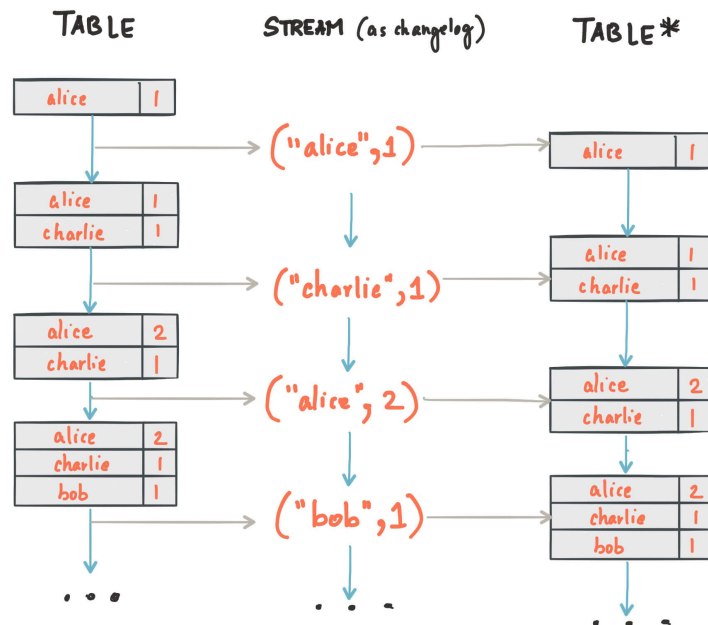 TABLE
STREAM (as changelog)
TABLE*
alice 1
("alice",1)
alice 1
alice 1
charlie 1
("charlie",1)
alice 1
charlie 1
alice 2
charlie 1
("alice", 2)
alice 2
charlie 1
alice 2
charlie 1
bob 1
("bob",1)
alice 2
charlie 1
bob 1
...
...
...